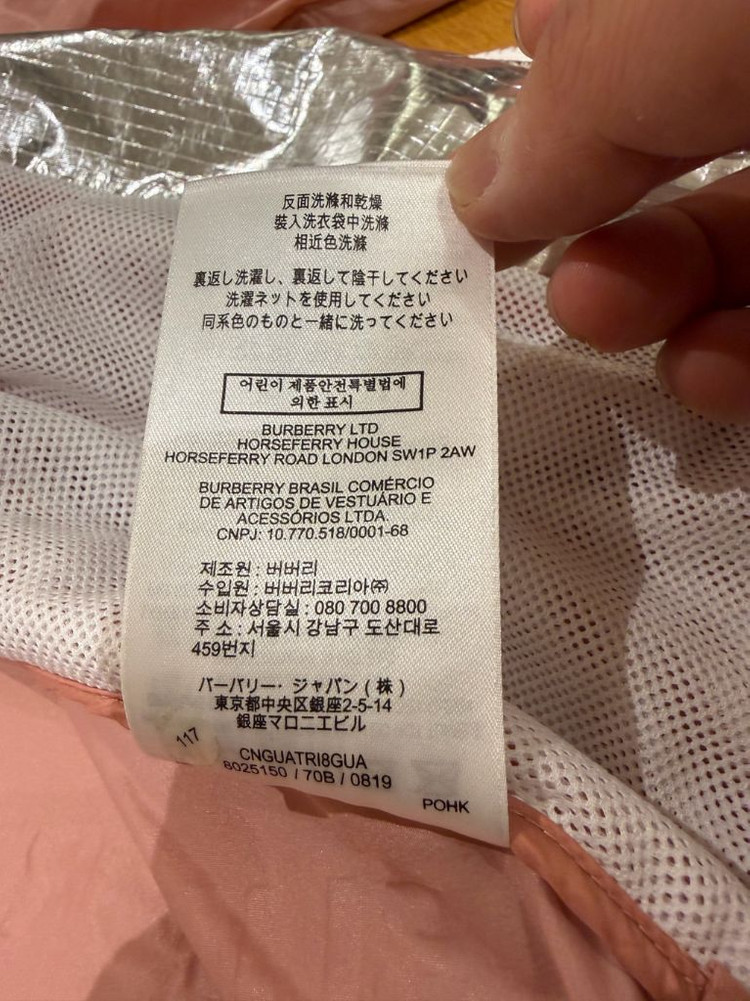 反面洗滌和乾燥
裝入洗衣袋中洗滌
相近色洗滌
裏返し洗濯し、裏返して陰干してください
洗濯ネットを使用してください
同系色のものと一緒に洗ってください
어린이 제품안전특별법에
의한 표시
BURBERRY LTD
HORSEFERRY HOUSE
HORSEFERRY ROAD LONDON SW1P 2AW
BURBERRY BRASIL COMÉRCIO
DE ARTIGOS DE VESTUÁRIO E
ACESSÓRIOS LTDA.
CNPJ: 10.770.518/0001-68
제조원 : 버버리
수입원 : 버버리코리아㈜
소비자상담실 : 080 700 8800
주 소 : 서울시 강남구 도산대로
459번지
バーバリー・ジャパン ( 株 )
東京都中央区銀座2-5-14
銀座マロニエビル
117
CNGUATRI8GUA
8025150 / 70B / 0819
POHK